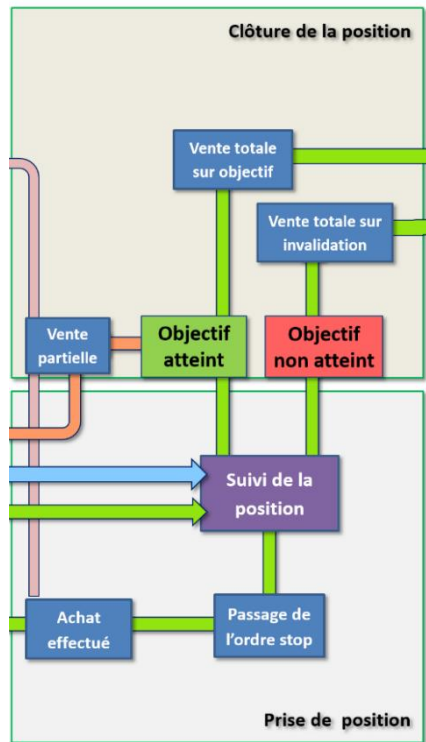 Clôture de la position
Vente totale
sur objectif
Vente totale sur
invalidation
Vente
partielle
Objectif
atteint
Objectif
non atteint
Suivi de la
position
Achat
effectué
Passage de
l'ordre stop
Prise de position